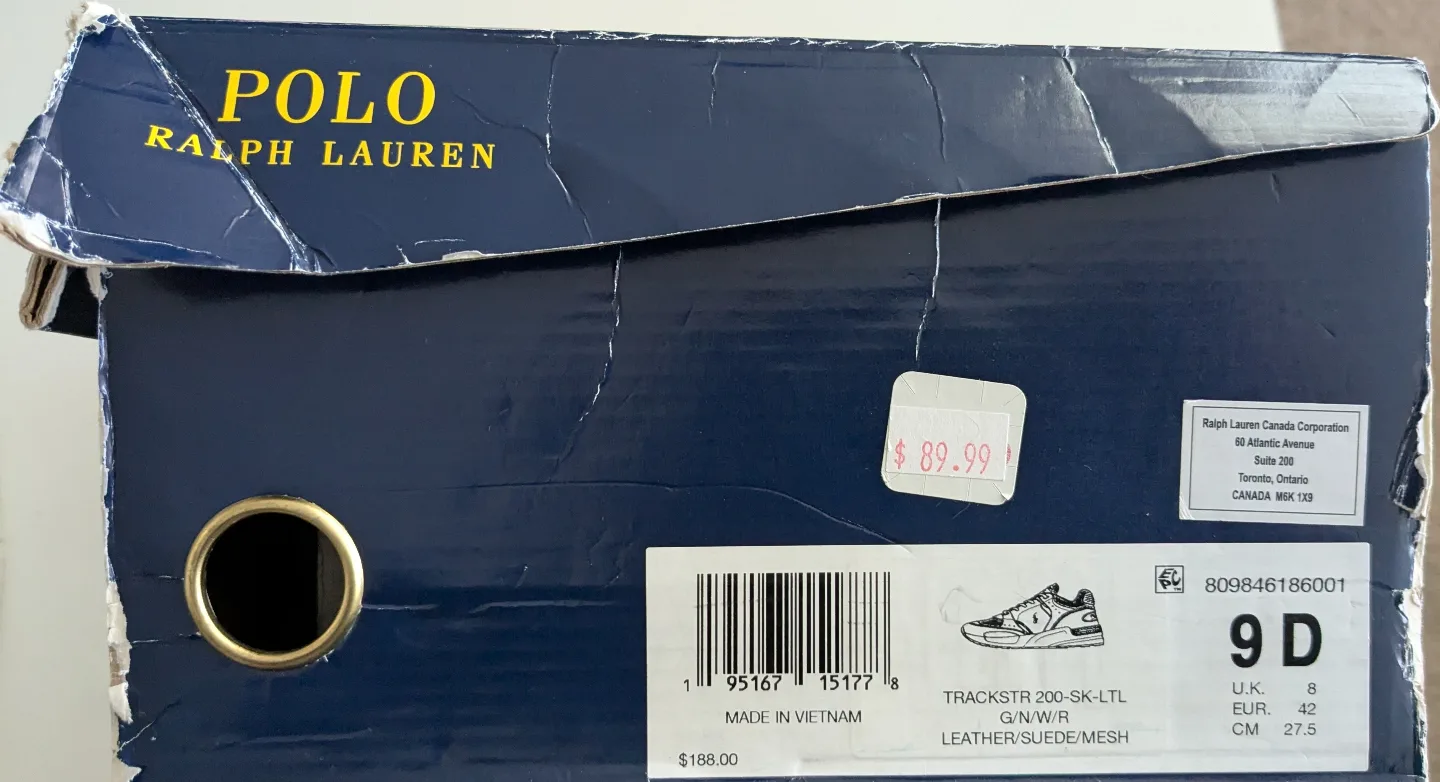 POLO
RALPH LAUREN
$ 89.99
Ralph Lauren Canada Corporation
60 Atlantic Avenue
Suite 200
Toronto, Ontario
CANADA M6K 1X9
1 95167 15177 8
MADE IN VIETNAM
$188.00
TRACKSTR 200-SK-LTL
G/N/W/R
LEATHER/SUEDE/MESH
809846186001
9 D
U.K. 8
EUR. 42
CM 27.5